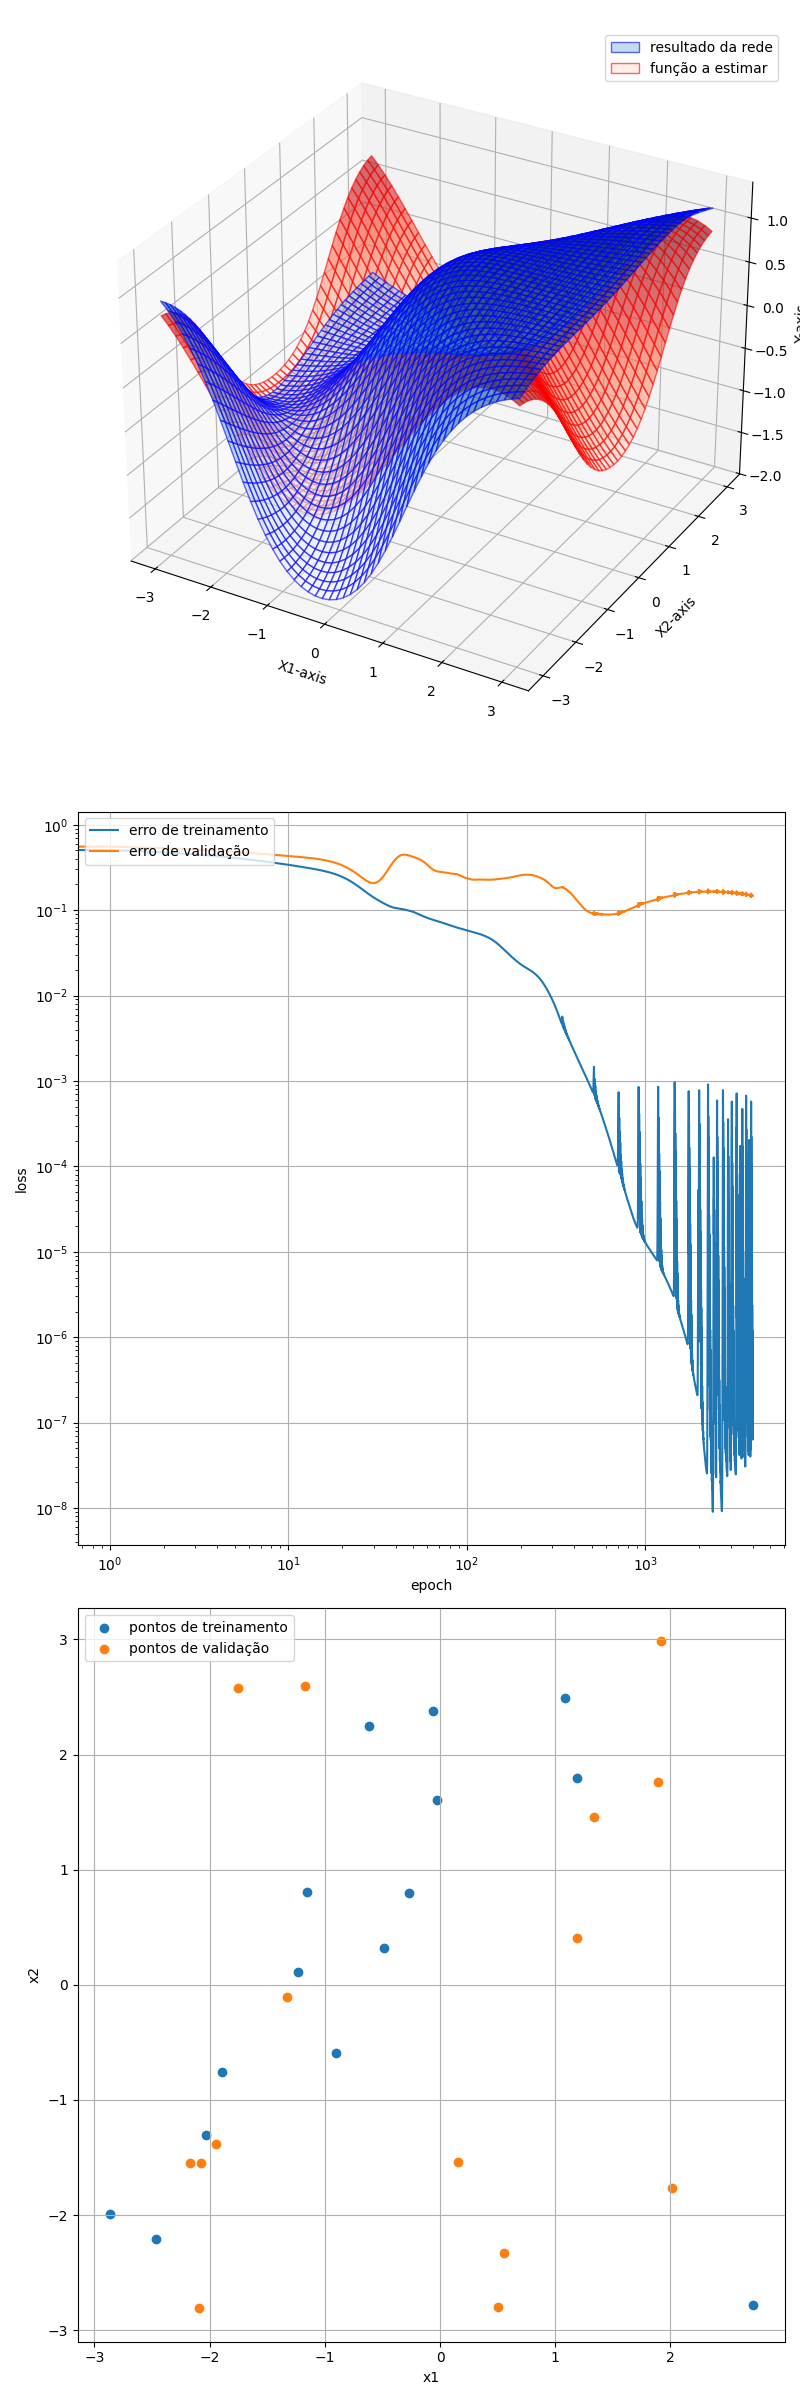 resultado da rede
função a estimar
1.0
0.5
0.0
−0.5
−1.0
−1.5
−2.0
−3
−2
−1
0
1
2
3
X1-axis
3
2
1
0
−1
−2
−3
X2-axis
erro de treinamento
erro de validação
10^0
10^-1
10^-2
10^-3
10^-4
10^-5
10^-6
10^-7
10^-8
loss
10^0 10^1 10^2 10^3
epoch
pontos de treinamento
pontos de validação
3
2
1
0
−1
−2
−3
x2
−3 −2 −1 0 1 2
x1